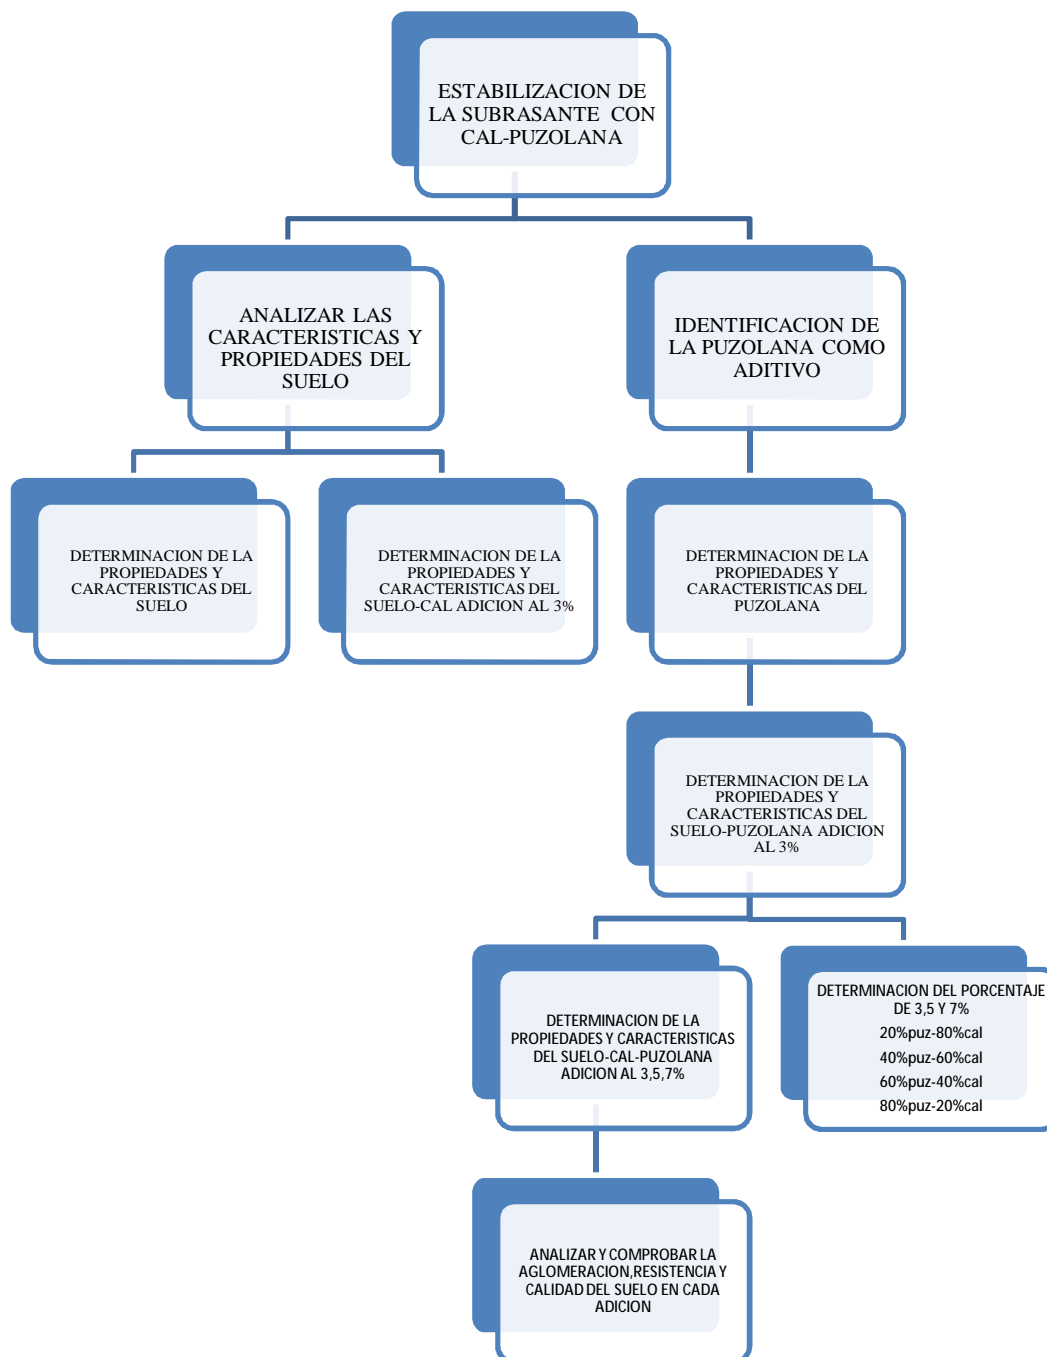 ESTABILIZACION DE
LA SUBRASANTE CON
CAL-PUZOLANA
ANALIZAR LAS
CARACTERISTICAS Y
PROPIEDADES DEL
SUELO
IDENTIFICACION DE
LA PUZOLANA COMO
ADITIVO
DETERMINACION DE LA
PROPIEDADES Y
CARACTERISTICAS DEL
SUELO
DETERMINACION DE LA
PROPIEDADES Y
CARACTERISTICAS DEL
SUELO-CAL ADICION AL 3%
DETERMINACION DE LA
PROPIEDADES Y
CARACTERISTICAS DEL
PUZOLANA
DETERMINACION DE LA
PROPIEDADES Y
CARACTERISTICAS DEL
SUELO-PUZOLANA ADICION
AL 3%
DETERMINACION DE LA
PROPIEDADES Y CARACTERISTICAS
DEL SUELO-CAL-PUZOLANA
ADICION AL 3,5,7%
DETERMINACION DEL PORCENTAJE
DE 3,5 Y 7%
20%puz-80%cal
40%puz-60%cal
60%puz-40%cal
80%puz-20%cal
ANALIZAR Y COMPROBAR LA
AGLOMERACION,RESISTENCIA Y
CALIDAD DEL SUELO EN CADA
ADICION